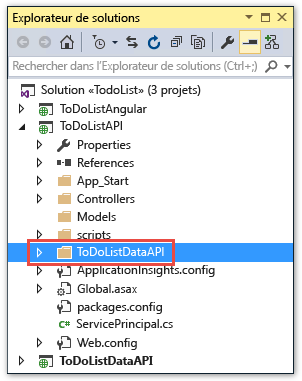 Explorateur de solutions
Rechercher dans l'Explorateur de solutions (Ctrl+;)
Solution «TodoList» (3 projets)
ToDoListAngular
ToDoListAPI
Properties
References
App_Start
Controllers
Models
scripts
ToDoListDataAPI
ApplicationInsights.config
Global.asax
packages.config
C# ServicePrincipal.cs
Web.config
ToDoListDataAPI